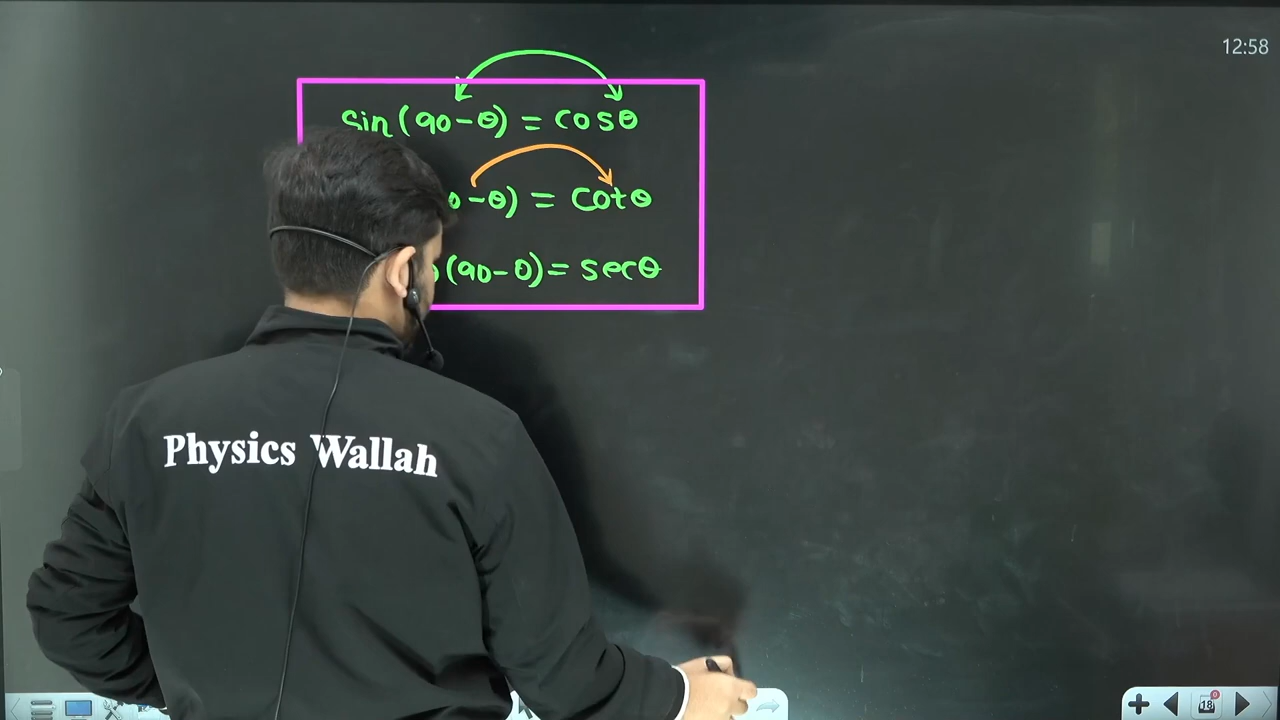 12:58
sin(90-θ) = cosθ
-θ) = cotθ
(90-θ) = secθ
Physics Wallah
18